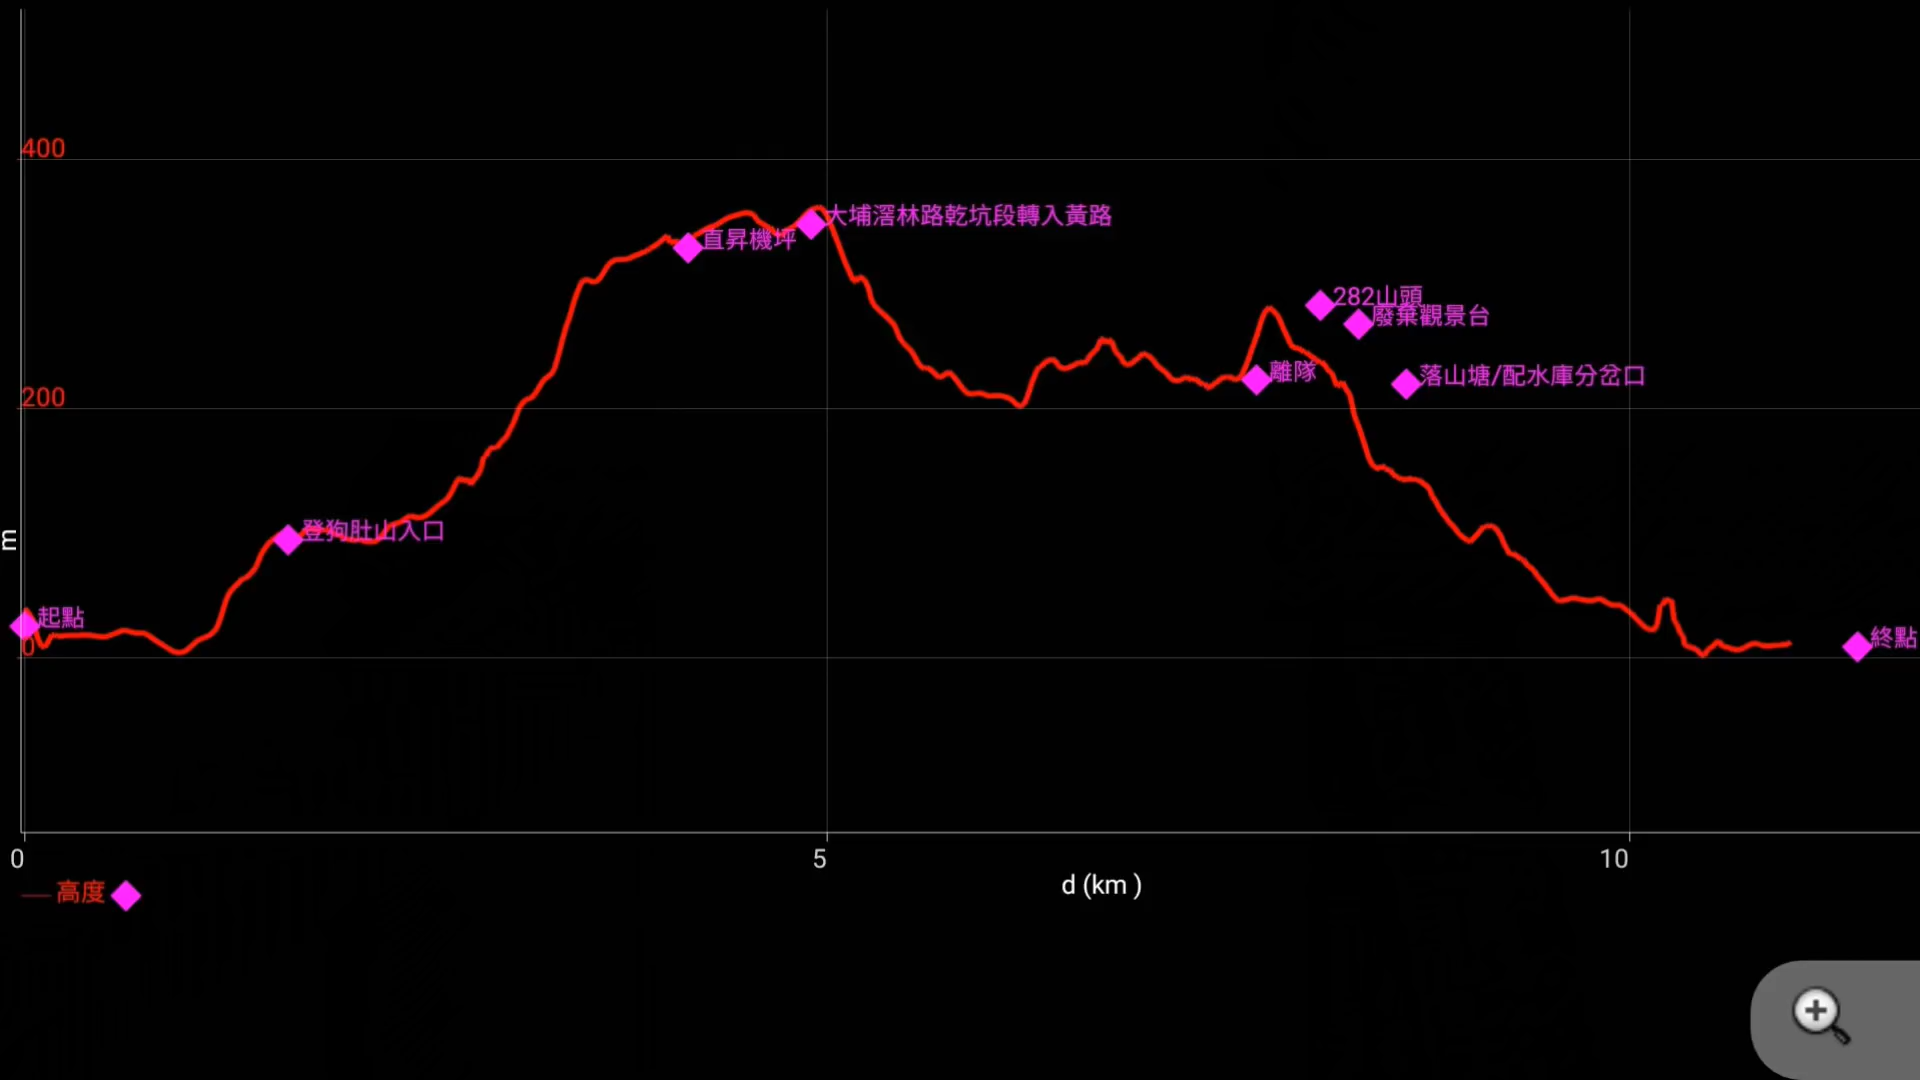 400
大埔滘林路乾坑段轉入黃路
直昇機坪
282山頭
廢棄觀景台
離隊
落山塘/配水庫分岔口
200
登狗肚山入口
m
起點
0
終點
0
5
10
d (km )
高度